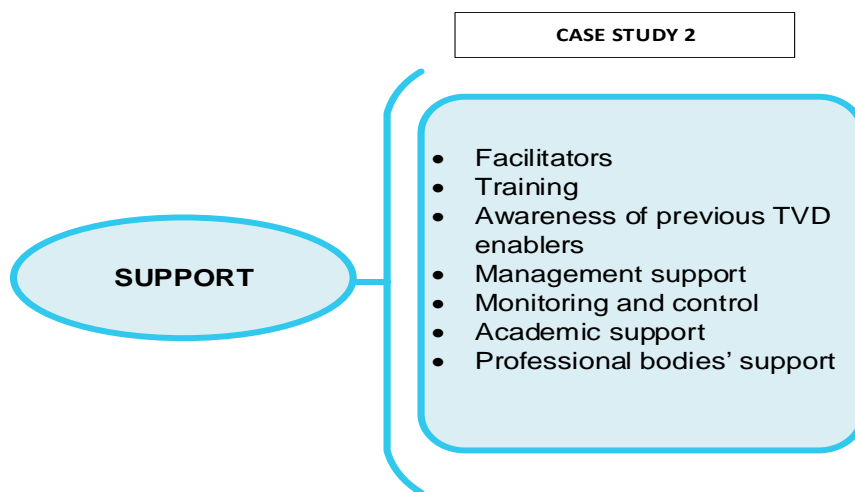 CASE STUDY 2
SUPPORT
• Facilitators
• Training
• Awareness of previous TVD
enablers
• Management support
• Monitoring and control
• Academic support
• Professional bodies’ support